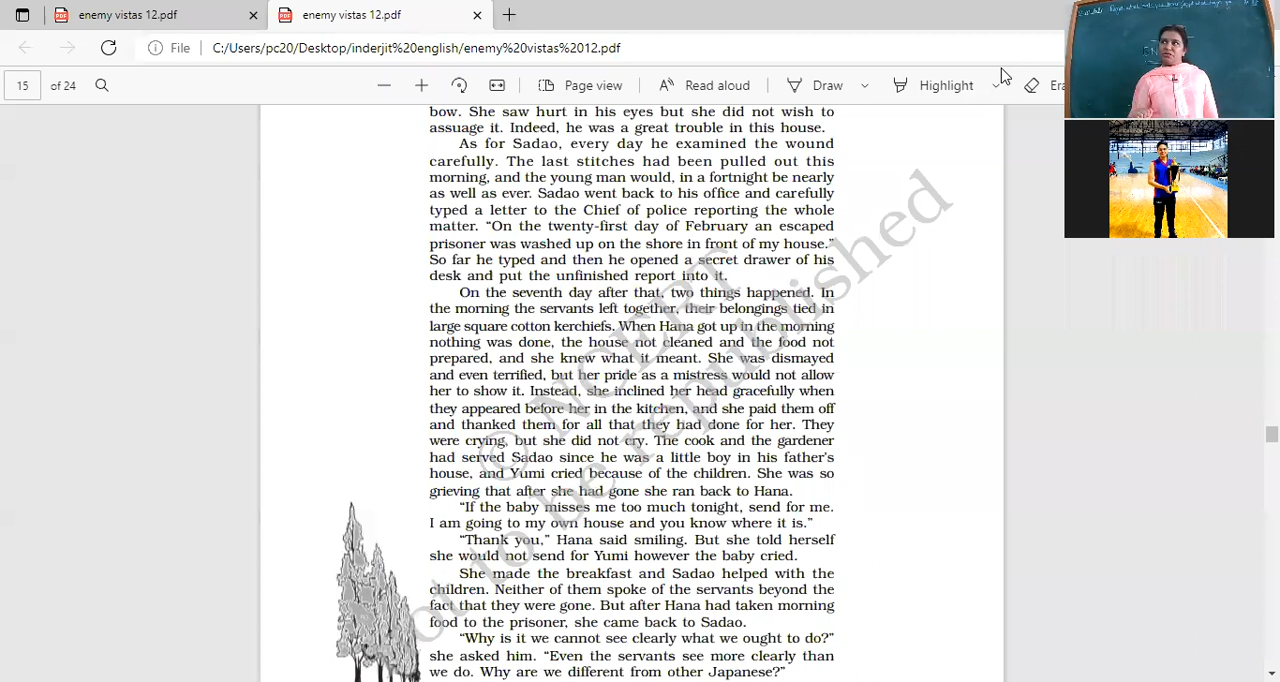 enemy vistas 12.pdf
enemy vistas 12.pdf
File C:/Users/pc20/Desktop/inderjit%20english/enemy%20vistas%2012.pdf
15 of 24 Page view Read aloud Draw Highlight
bow. She saw hurt in his eyes but she did not wish to
assuage it. Indeed, he was a great trouble in this house.
As for Sadao, every day he examined the wound
carefully. The last stitches had been pulled out this
morning, and the young man would, in a fortnight be nearly
as well as ever. Sadao went back to his office and carefully
typed a letter to the Chief of police reporting the whole
matter. “On the twenty-first day of February an escaped
prisoner was washed up on the shore in front of my house.”
So far he typed and then he opened a secret drawer of his
desk and put the unfinished report into it.
On the seventh day after that, two things happened. In
the morning the servants left together, their belongings tied in
large square cotton kerchiefs. When Hana got up in the morning
nothing was done, the house not cleaned and the food not
prepared, and she knew what it meant. She was dismayed
and even terrified, but her pride as a mistress would not allow
her to show it. Instead, she inclined her head gracefully when
they appeared before her in the kitchen, and she paid them off
and thanked them for all that they had done for her. They
were crying, but she did not cry. The cook and the gardener
had served Sadao since he was a little boy in his father’s
house, and Yumi cried because of the children. She was so
grieving that after she had gone she ran back to Hana.
“If the baby misses me too much tonight, send for me.
I am going to my own house and you know where it is.”
“Thank you,” Hana said smiling. But she told herself
she would not send for Yumi however the baby cried.
She made the breakfast and Sadao helped with the
children. Neither of them spoke of the servants beyond the
fact that they were gone. But after Hana had taken morning
food to the prisoner, she came back to Sadao.
“Why is it we cannot see clearly what we ought to do?”
she asked him. “Even the servants see more clearly than
we do. Why are we different from other Japanese?”
© NCERT
not to be republished